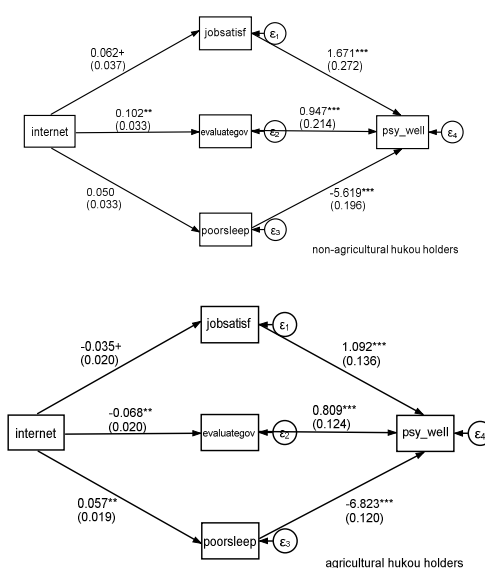 jobsatisf
ε1
0.062+
(0.037)
1.671***
(0.272)
0.102**
(0.033)
0.947***
(0.214)
internet
evaluategov
ε2
psy_well
ε4
0.050
(0.033)
-5.619***
(0.196)
poorsleep
ε3
non-agricultural hukou holders
jobsatisf
ε1
-0.035+
(0.020)
1.092***
(0.136)
-0.068**
(0.020)
0.809***
(0.124)
internet
evaluategov
ε2
psy_well
ε4
0.057**
(0.019)
-6.823***
(0.120)
poorsleep
ε3
agricultural hukou holders